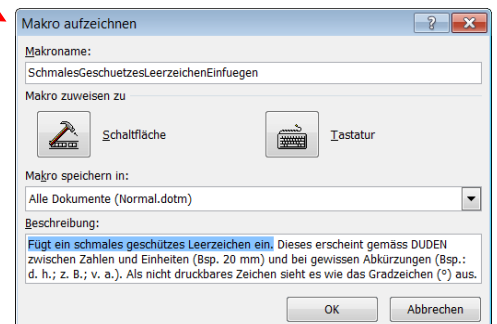 Makro aufzeichnen
Makroname:
SchmalesGeschuetzesLeerzeichenEinfuegen
Makro zuweisen zu
Schaltfläche Tastatur
Makro speichern in:
Alle Dokumente (Normal.dotm)
Beschreibung:
Fügt ein schmales geschützes Leerzeichen ein. Dieses erscheint gemäss DUDEN
zwischen Zahlen und Einheiten (Bsp. 20 mm) und bei gewissen Abkürzungen (Bsp.:
d. h.; z. B.; v. a.). Als nicht druckbares Zeichen sieht es wie das Gradzeichen (°) aus.
OK Abbrechen